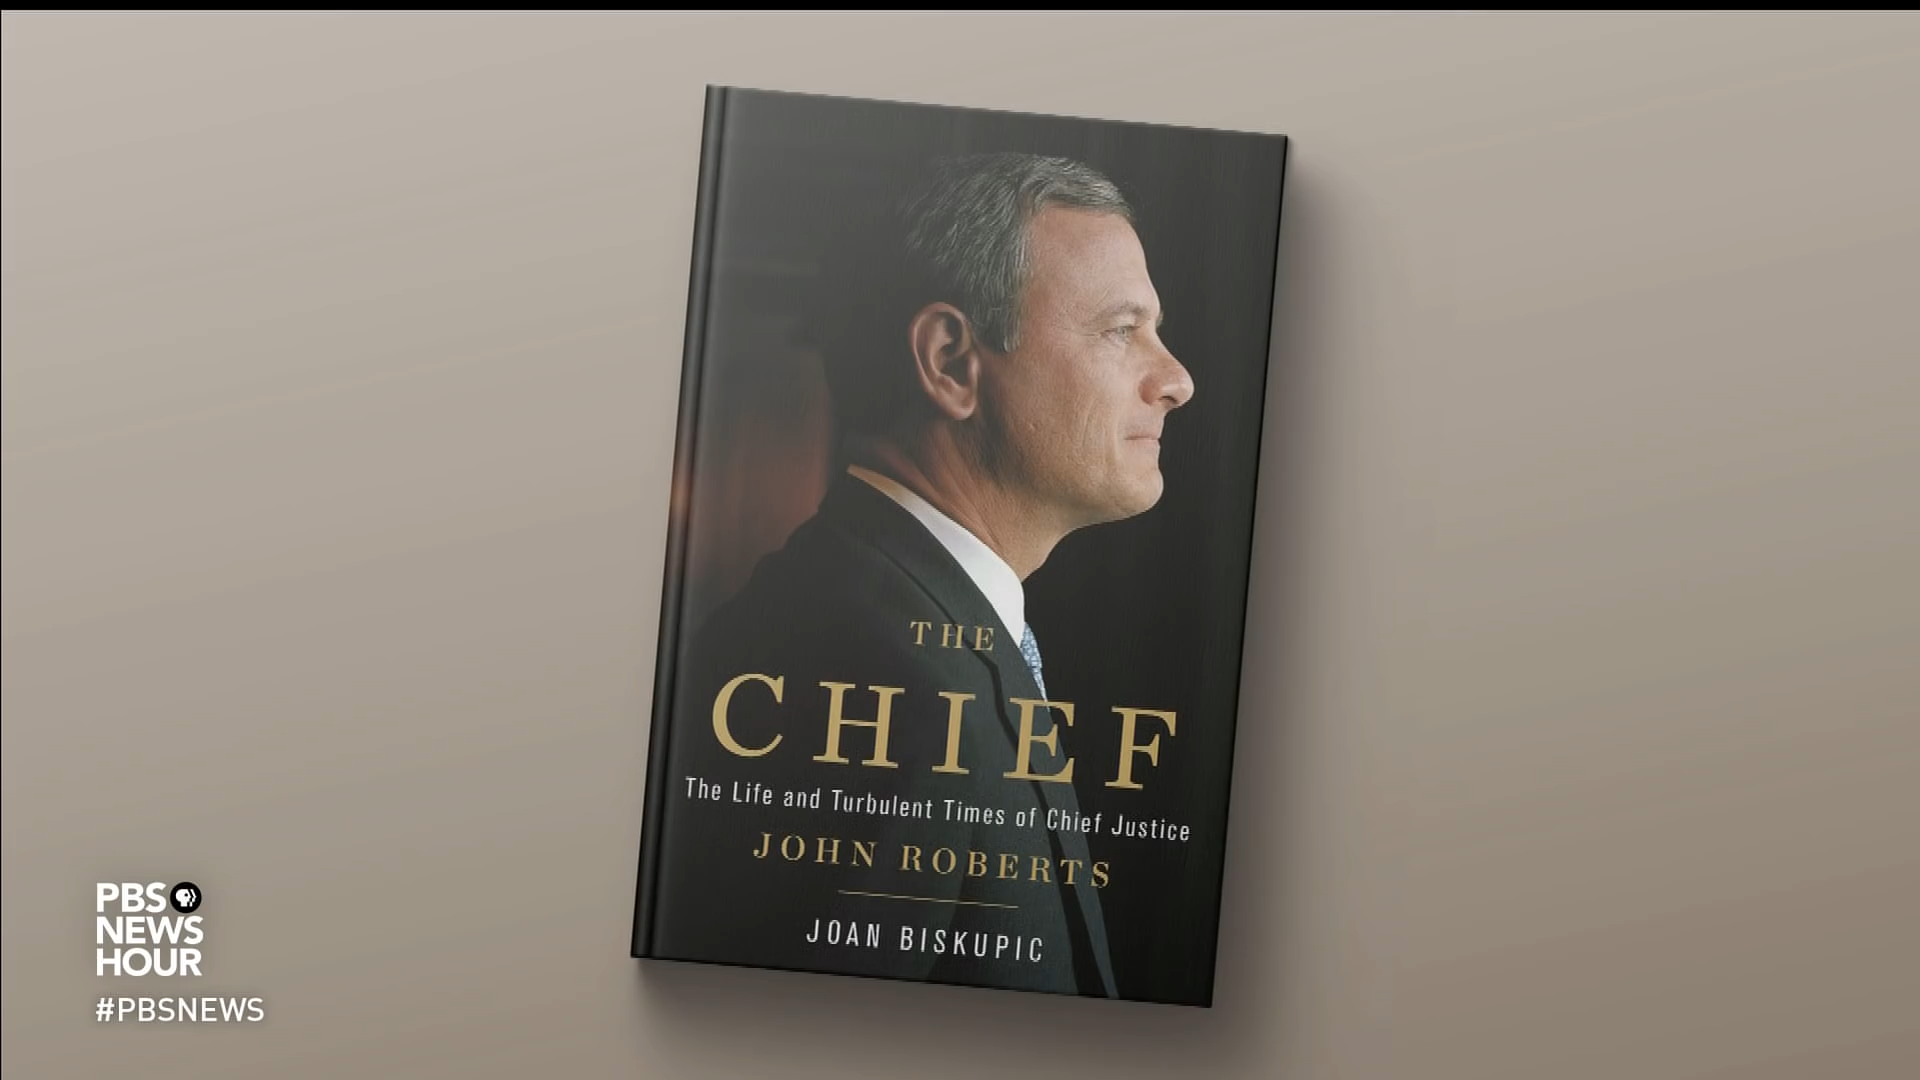 THE
CHIEF
The Life and Turbulent Times of Chief Justice
JOHN ROBERTS
JOAN BISKUPIC
PBS
NEWS
HOUR
#PBSNEWS